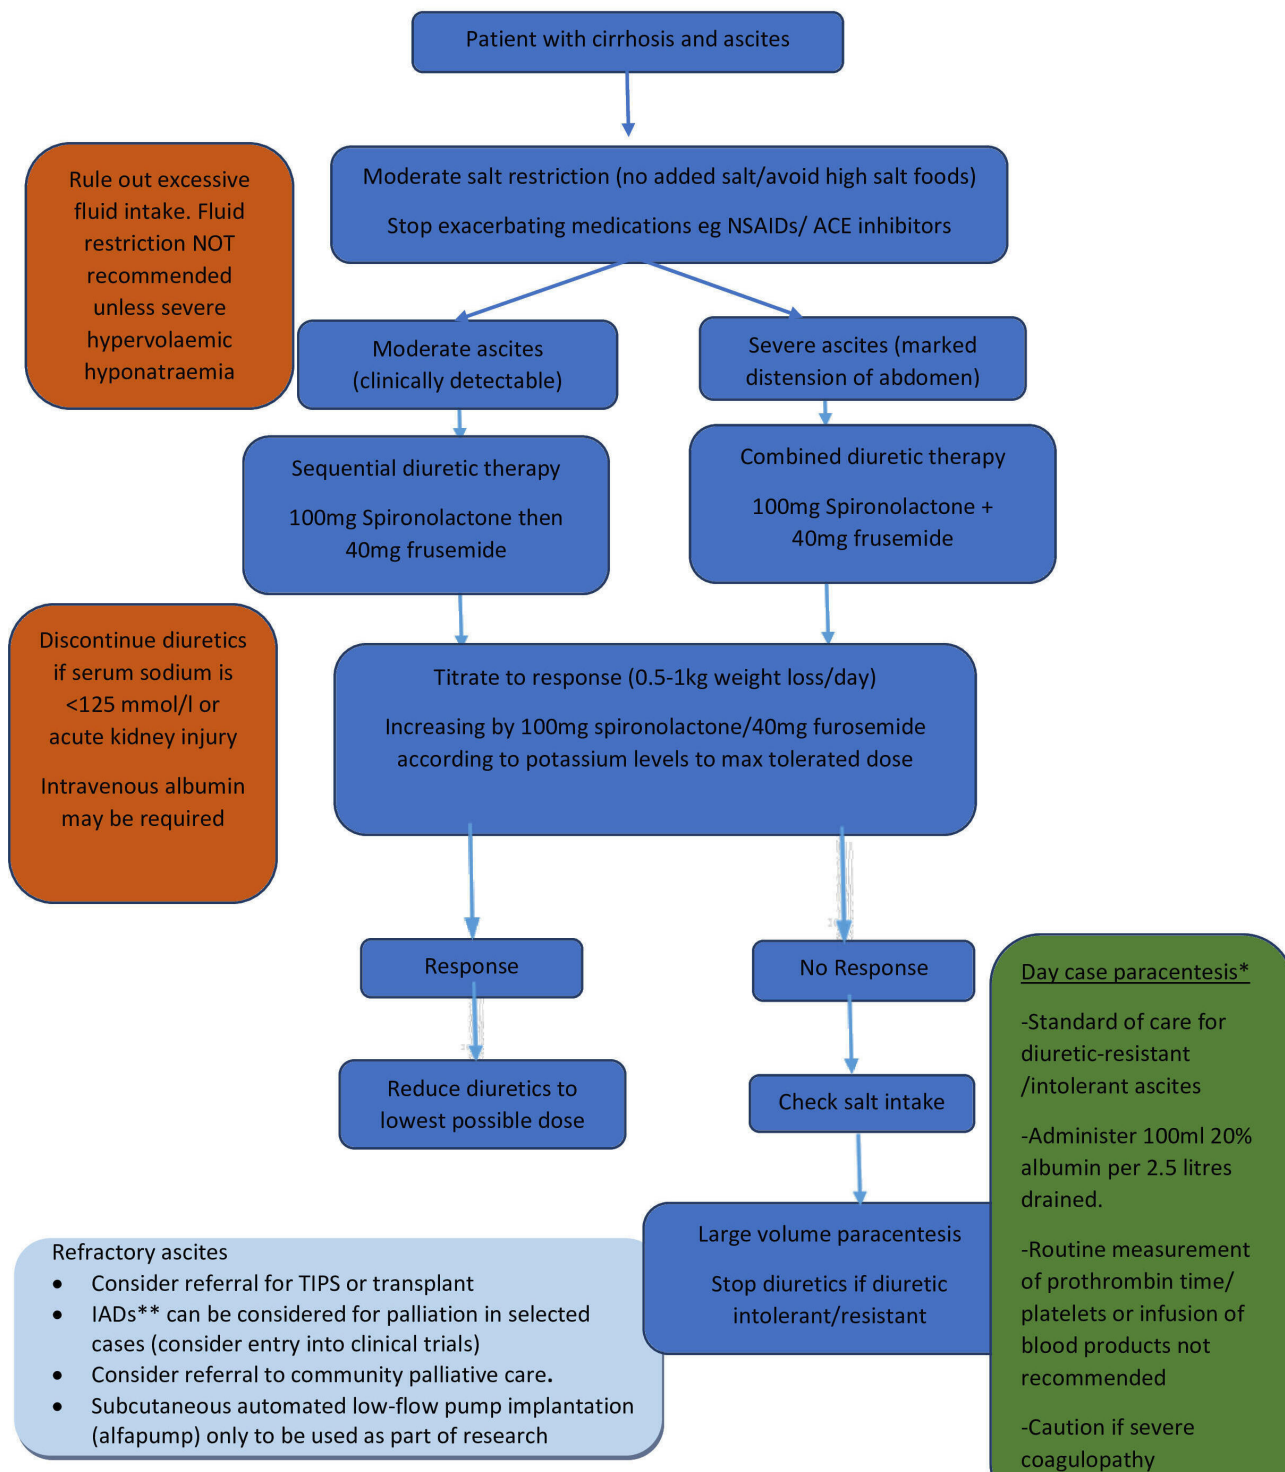 Patient with cirrhosis and ascites
Rule out excessive
fluid intake. Fluid
restriction NOT
recommended
unless severe
hypervolaemic
hyponatraemia
Moderate salt restriction (no added salt/avoid high salt foods)
Stop exacerbating medications eg NSAIDs/ ACE inhibitors
Moderate ascites
(clinically detectable)
Severe ascites (marked
distension of abdomen)
Sequential diuretic therapy
100mg Spironolactone then
40mg frusemide
Combined diuretic therapy
100mg Spironolactone +
40mg frusemide
Discontinue diuretics
if serum sodium is
<125 mmol/l or
acute kidney injury
Intravenous albumin
may be required
Titrate to response (0.5-1kg weight loss/day)
Increasing by 100mg spironolactone/40mg furosemide
according to potassium levels to max tolerated dose
Response
No Response
Reduce diuretics to
lowest possible dose
Check salt intake
Large volume paracentesis
Stop diuretics if diuretic
intolerant/resistant
Day case paracentesis*
-Standard of care for
diuretic-resistant
/intolerant ascites
-Administer 100ml 20%
albumin per 2.5 litres
drained.
-Routine measurement
of prothrombin time/
platelets or infusion of
blood products not
recommended
-Caution if severe
coagulopathy
Refractory ascites
• Consider referral for TIPS or transplant
• IADs** can be considered for palliation in selected
cases (consider entry into clinical trials)
• Consider referral to community palliative care.
• Subcutaneous automated low-flow pump implantation
(alfapump) only to be used as part of research